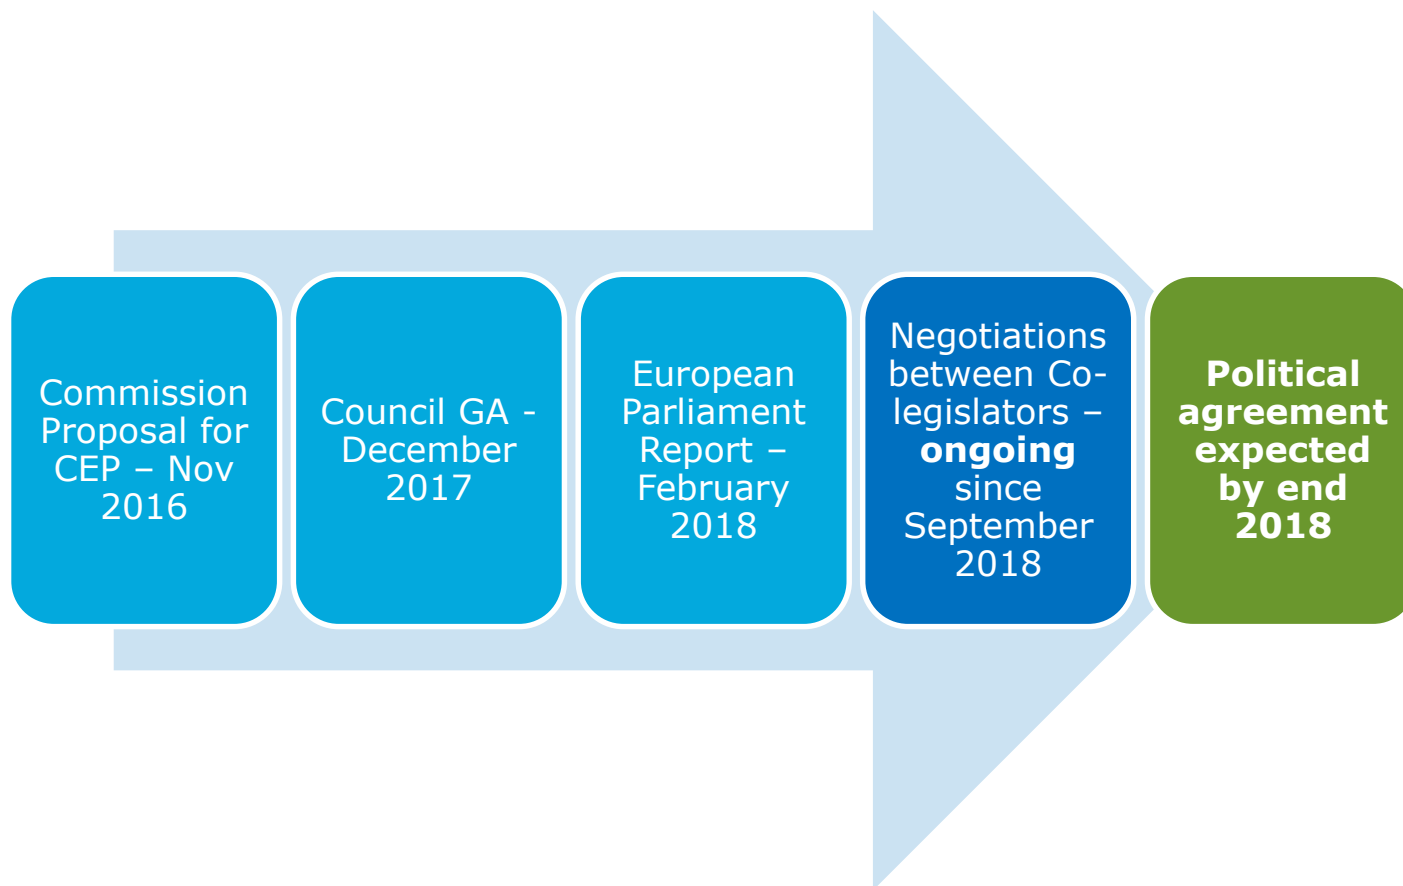 Commission
Proposal for
CEP – Nov
2016
Council GA -
December
2017
European
Parliament
Report –
February
2018
Negotiations
between Co-
legislators –
ongoing
since
September
2018
Political
agreement
expected
by end
2018